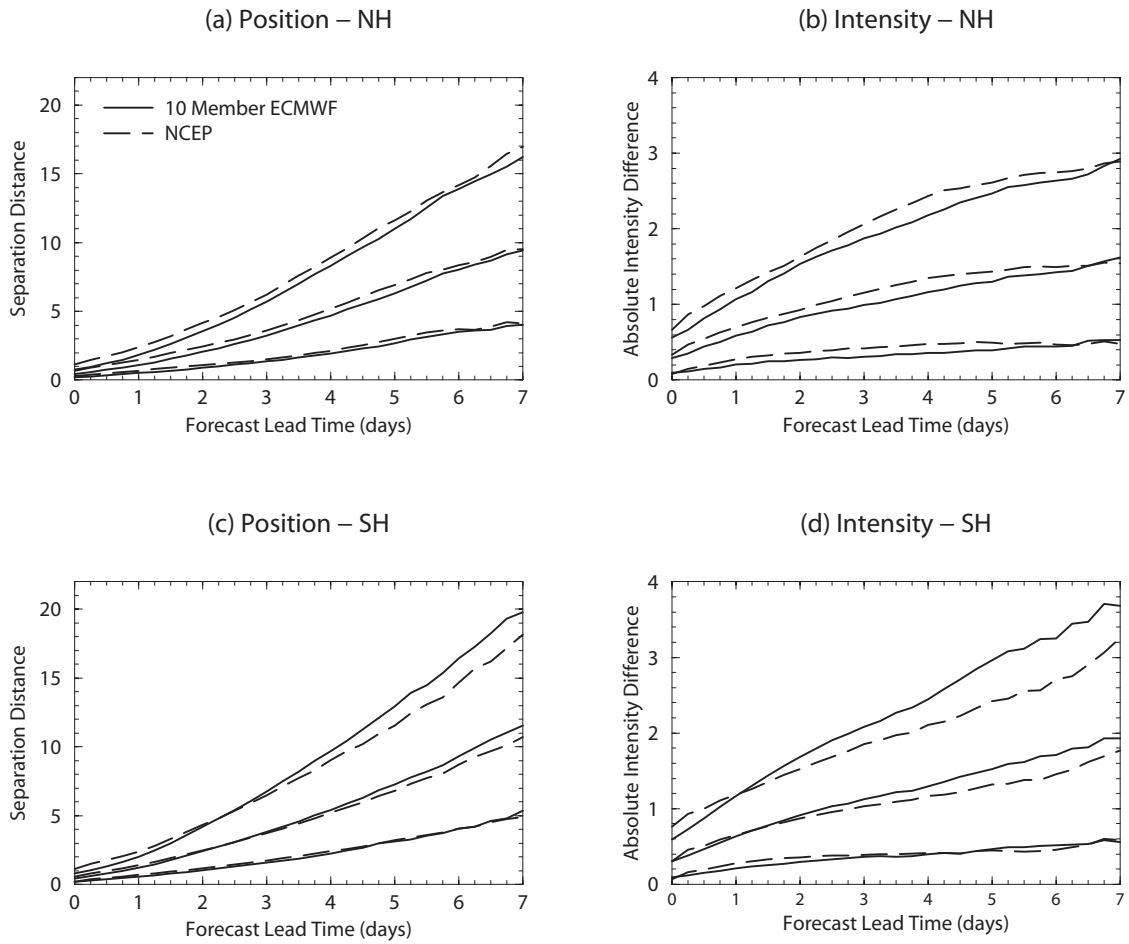 (a) Position – NH
Separation Distance
20
15
10
5
0
10 Member ECMWF
NCEP
0 1 2 3 4 5 6 7
Forecast Lead Time (days)
(b) Intensity – NH
Absolute Intensity Difference
4
3
2
1
0
0 1 2 3 4 5 6 7
Forecast Lead Time (days)
(c) Position – SH
Separation Distance
20
15
10
5
0
0 1 2 3 4 5 6 7
Forecast Lead Time (days)
(d) Intensity – SH
Absolute Intensity Difference
4
3
2
1
0
0 1 2 3 4 5 6 7
Forecast Lead Time (days)